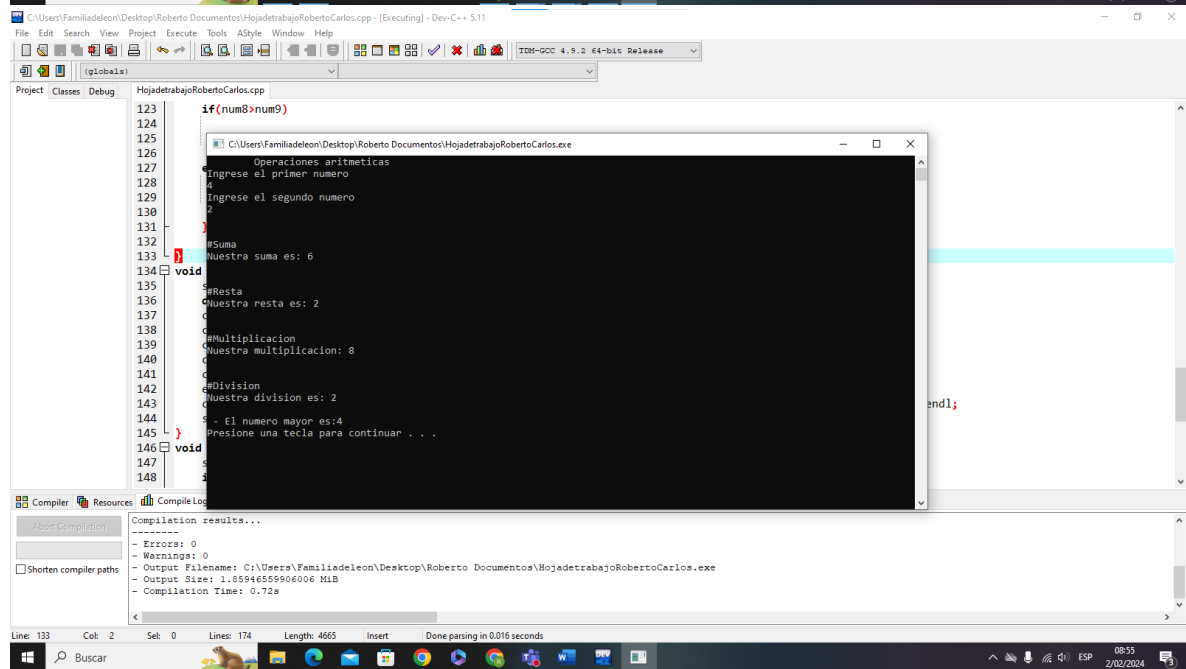 C:\Users\Familiadeleon\Desktop\Roberto Documentos\HojadetrabajoRobertoCarlos.cpp - [Executing] - Dev-C++ 5.11
File Edit Search View Project Execute Tools AStyle Window Help
TDM-GCC 4.9.2 64-bit Release
(globals)
Project Classes Debug HojadetrabajoRobertoCarlos.cpp
123 if(num8>num9)
124
125
C:\Users\Familiadeleon\Desktop\Roberto Documentos\HojadetrabajoRobertoCarlos.exe
126
127
128
129
130
131 }
132
133 }
134 void
135
136
137
138
139
140
141
142
143 endl;
144
145 }
146 void
147
148
Operaciones aritmeticas
Ingrese el primer numero
4
Ingrese el segundo numero
2
#Suma
Nuestra suma es: 6
#Resta
Nuestra resta es: 2
#Multiplicacion
Nuestra multiplicacion: 8
#Division
Nuestra division es: 2
- El numero mayor es:4
Presione una tecla para continuar . . .
Compiler Resources Compile Log
Abort Compilation
Shorten compiler paths
Compilation results...
--------
- Errors: 0
- Warnings: 0
- Output Filename: C:\Users\Familiadeleon\Desktop\Roberto Documentos\HojadetrabajoRobertoCarlos.exe
- Output Size: 1.85946559906006 MiB
- Compilation Time: 0.72s
Line: 133 Col: 2 Sel: 0 Lines: 174 Length: 4665 Insert Done parsing in 0.016 seconds
Buscar
ESP
08:55
2/02/2024